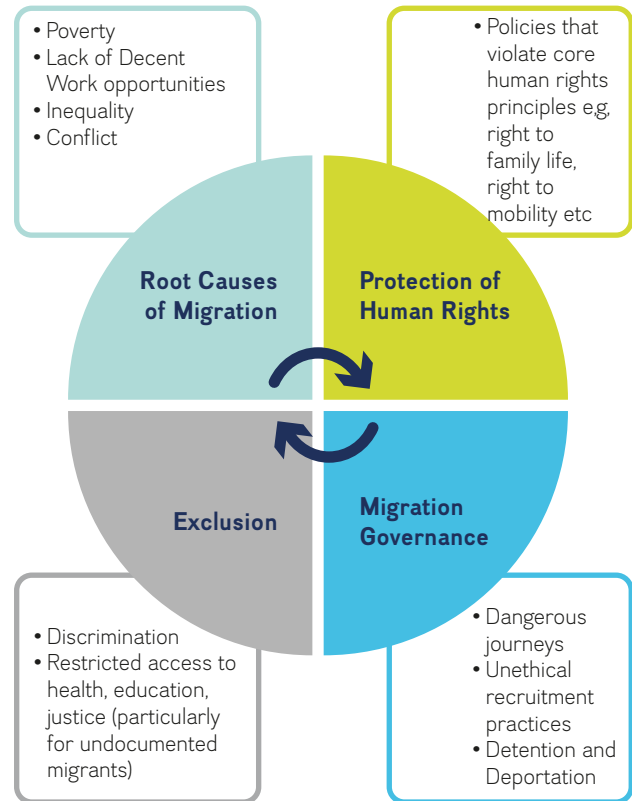 • Poverty
• Lack of Decent
Work opportunities
• Inequality
• Conflict
• Policies that
violate core
human rights
principles e,g,
right to
family life,
right to
mobility etc
Root Causes
of Migration
Protection of
Human Rights
Exclusion
Migration
Governance
• Discrimination
• Restricted access to
health, education,
justice (particularly
for undocumented
migrants)
• Dangerous
journeys
• Unethical
recruitment
practices
• Detention and
Deportation